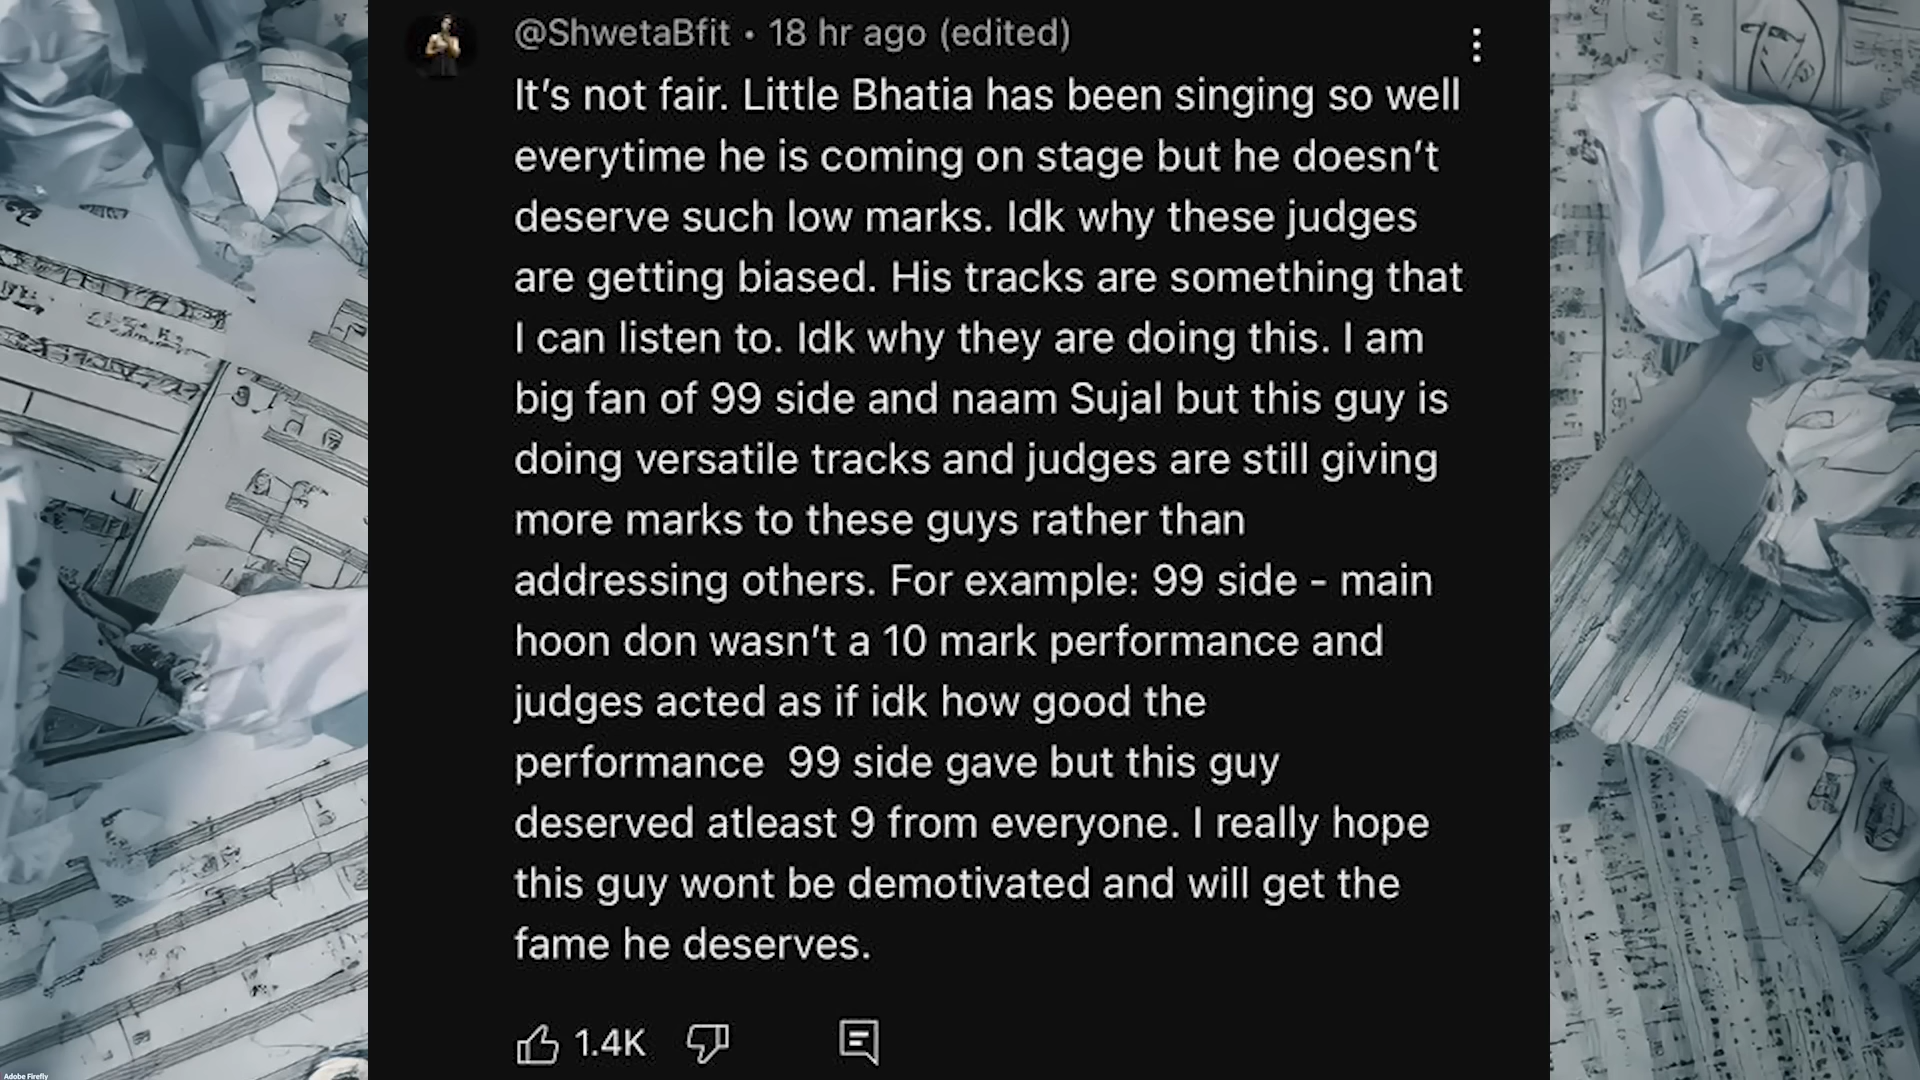 @ShwetaBfit • 18 hr ago (edited)
It’s not fair. Little Bhatia has been singing so well
everytime he is coming on stage but he doesn’t
deserve such low marks. Idk why these judges
are getting biased. His tracks are something that
I can listen to. Idk why they are doing this. I am
big fan of 99 side and naam Sujal but this guy is
doing versatile tracks and judges are still giving
more marks to these guys rather than
addressing others. For example: 99 side - main
hoon don wasn’t a 10 mark performance and
judges acted as if idk how good the
performance  99 side gave but this guy
deserved atleast 9 from everyone. I really hope
this guy wont be demotivated and will get the
fame he deserves.
1.4K
Adobe Firefly